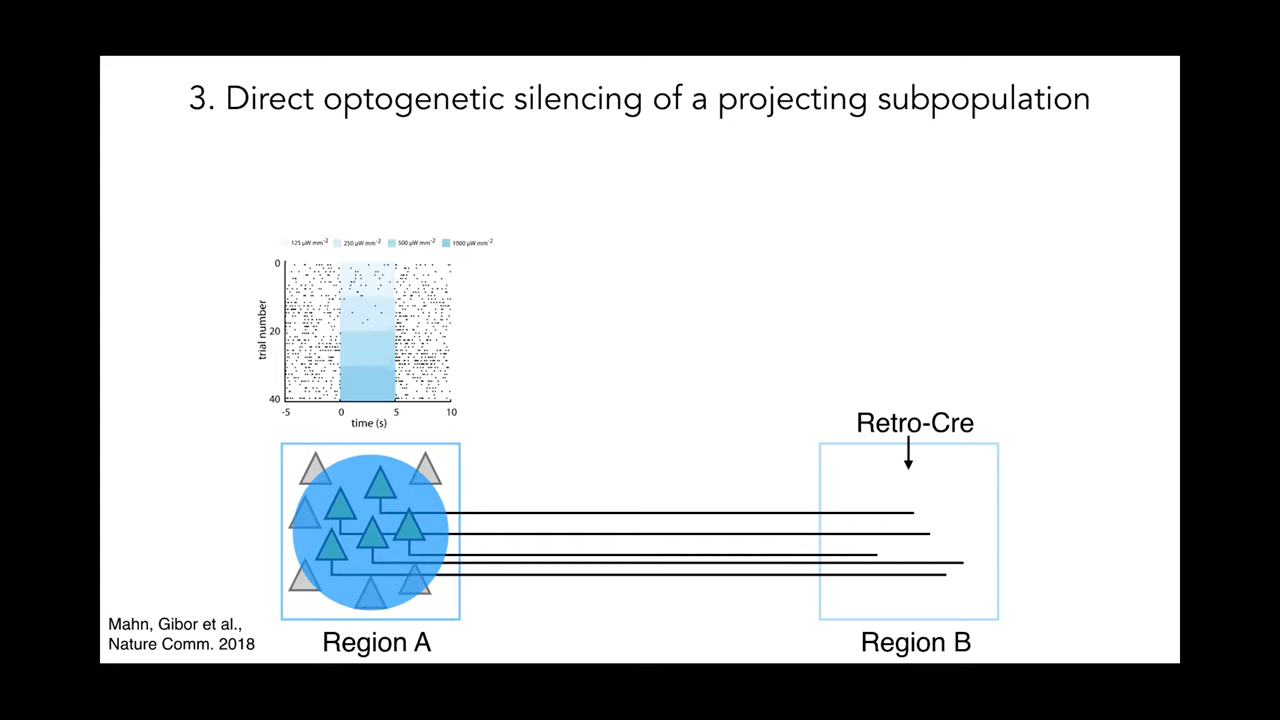 3. Direct optogenetic silencing of a projecting subpopulation
125 µW mm-2 250 µW mm-2 500 µW mm-2 1000 µW mm-2
0
20
40
trial number
-5 0 5 10
time (s)
Retro-Cre
Mahn, Gibor et al.,
Nature Comm. 2018
Region A
Region B